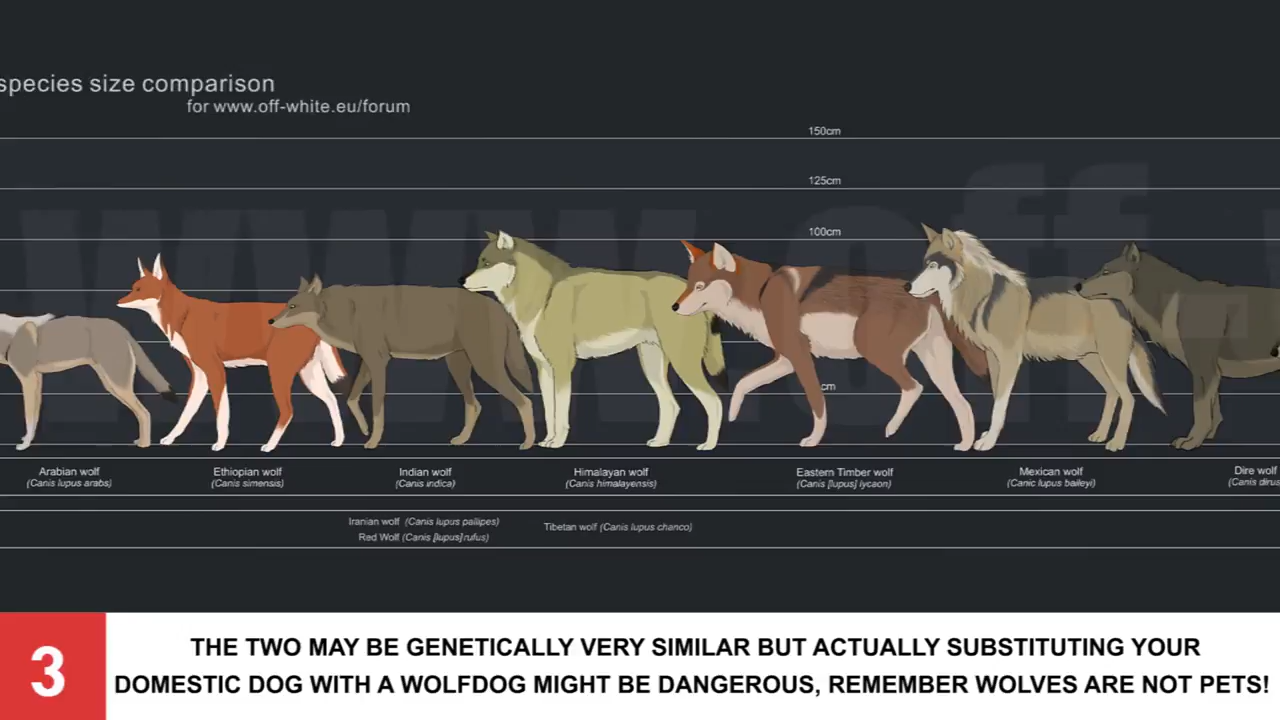 species size comparison
for www.off-white.eu/forum
150cm
125cm
100cm
cm
Arabian wolf
(Canis lupus arabs)
Ethiopian wolf
(Canis simensis)
Indian wolf
(Canis indica)
Himalayan wolf
(Canis himalayensis)
Eastern Timber wolf
(Canis [lupus] lycaon)
Mexican wolf
(Canic lupus baileyi)
Dire wolf
(Canis dirus
Iranian wolf (Canis lupus pallipes)
Red Wolf (Canis [lupus] rufus)
Tibetan wolf (Canis lupus chanco)
www.off
3
THE TWO MAY BE GENETICALLY VERY SIMILAR BUT ACTUALLY SUBSTITUTING YOUR
DOMESTIC DOG WITH A WOLFDOG MIGHT BE DANGEROUS, REMEMBER WOLVES ARE NOT PETS!